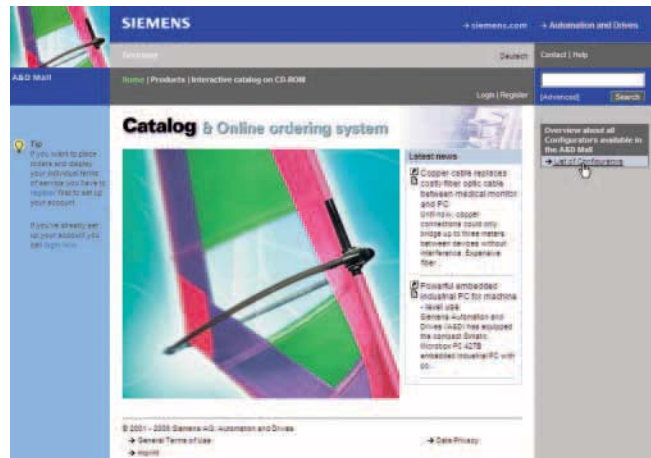 SIEMENS
→ siemens.com
→ Automation and Drives
Germany
Deutsch
Contact | Help
A&D Mall
Home | Products | Interactive catalog on CD-ROM
Login | Register
[Advanced]
Search
Tip
If you want to place
orders and display
your individual terms
of service you have to
register first to set up
your account.
If you've already set
up your account you
can login now.
Catalog & Online ordering system
Latest news
Copper cable replaces
costly fiber optic cable
between medical monitor
and PC
Until now, copper
connections could only
bridge up to three meters
between devices without
interference. Expensive
fiber...
Powerful embedded
industrial PC for machine
- level use
Siemens Automation and
Drives (A&D) has equipped
the compact Simatic
Microbox PC 427B
embedded industrial PC with
po...
Overview about all
Configurators available in
the A&D Mall
→ List of Configurators
→ General Terms of Use
→ Data Privacy
→ Imprint